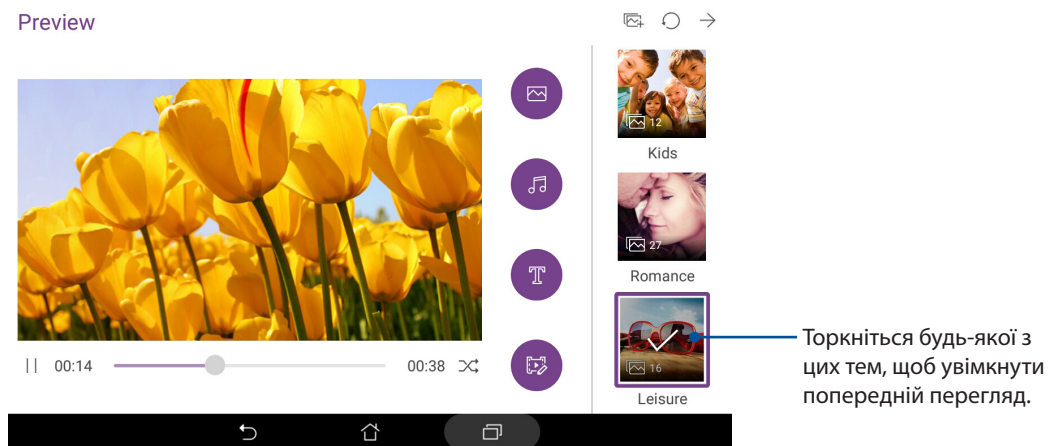 Preview
12
Kids
27
Romance
16
Leisure
00:14
00:38
Торкніться будь-якої з
цих тем, щоб увімкнути
попередній перегляд.